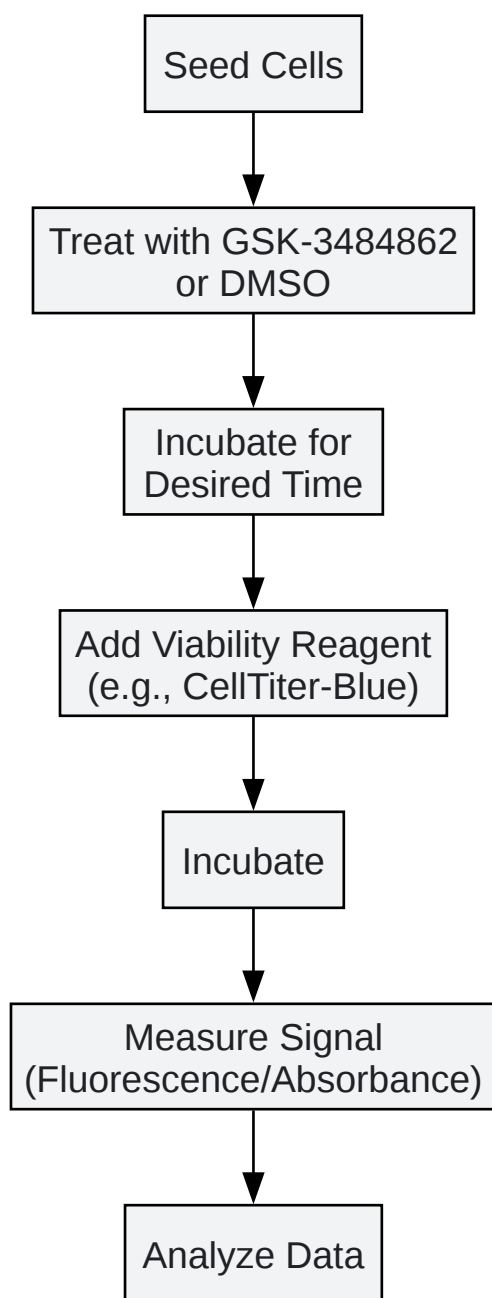 Seed Cells
Treat with GSK-3484862
or DMSO
Incubate for
Desired Time
Add Viability Reagent
(e.g., CellTiter-Blue)
Incubate
Measure Signal
(Fluorescence/Absorbance)
Analyze Data